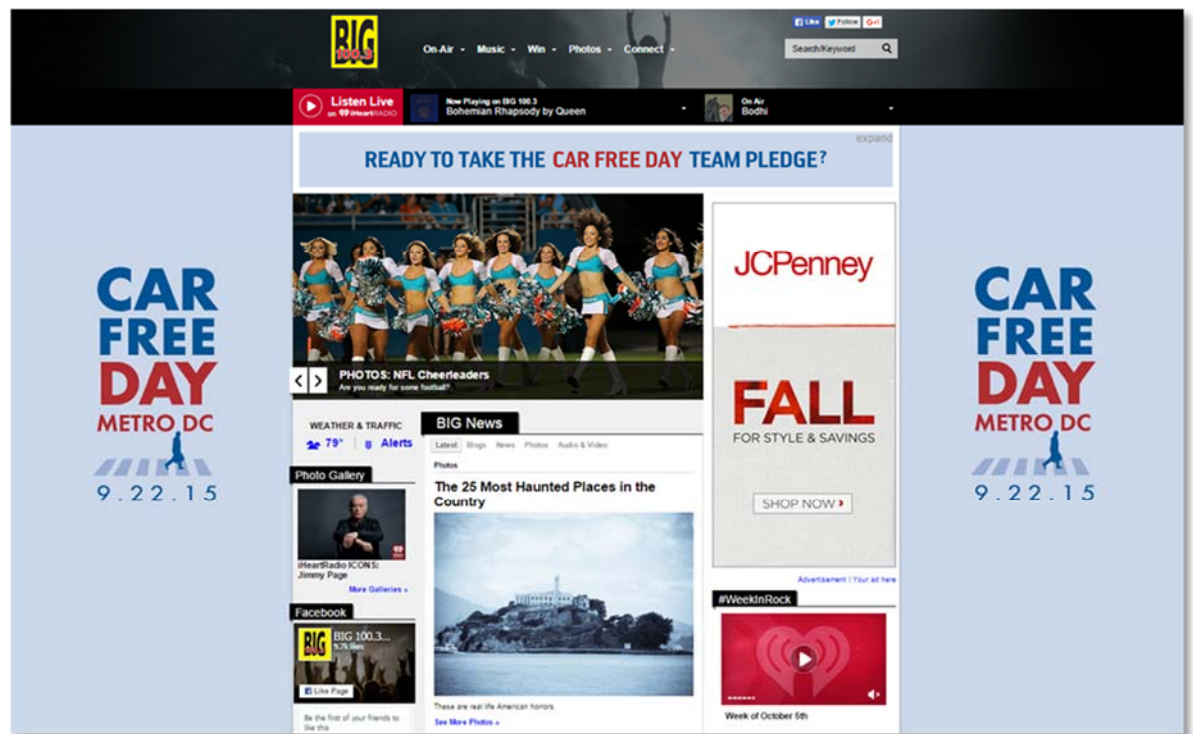 BIG
100.3
Like
Follow
G+1
On-Air
Music
Win
Photos
Connect
Search/Keyword
Listen Live
on iHeartRADIO
Now Playing on BIG 100.3
Bohemian Rhapsody by Queen
On Air
Bodhi
expand
READY TO TAKE THE CAR FREE DAY TEAM PLEDGE?
CAR
FREE
DAY
METRO DC
9.22.15
PHOTOS: NFL Cheerleaders
Are you ready for some football?
JCPenney
FALL
FOR STYLE & SAVINGS
SHOP NOW
Advertisement | Your ad here
WEATHER & TRAFFIC
79° Alerts
Photo Gallery
iHeartRadio ICONS:
Jimmy Page
More Galleries »
Facebook
BIG
100.3
BIG 100.3...
9.7k likes
Like Page
Be the first of your friends to
like this
BIG News
Latest Blogs News Photos Audio & Video
Photos
The 25 Most Haunted Places in the
Country
These are real life American horrors
See More Photos »
#WeekInRock
Week of October 5th
CAR
FREE
DAY
METRO DC
9.22.15